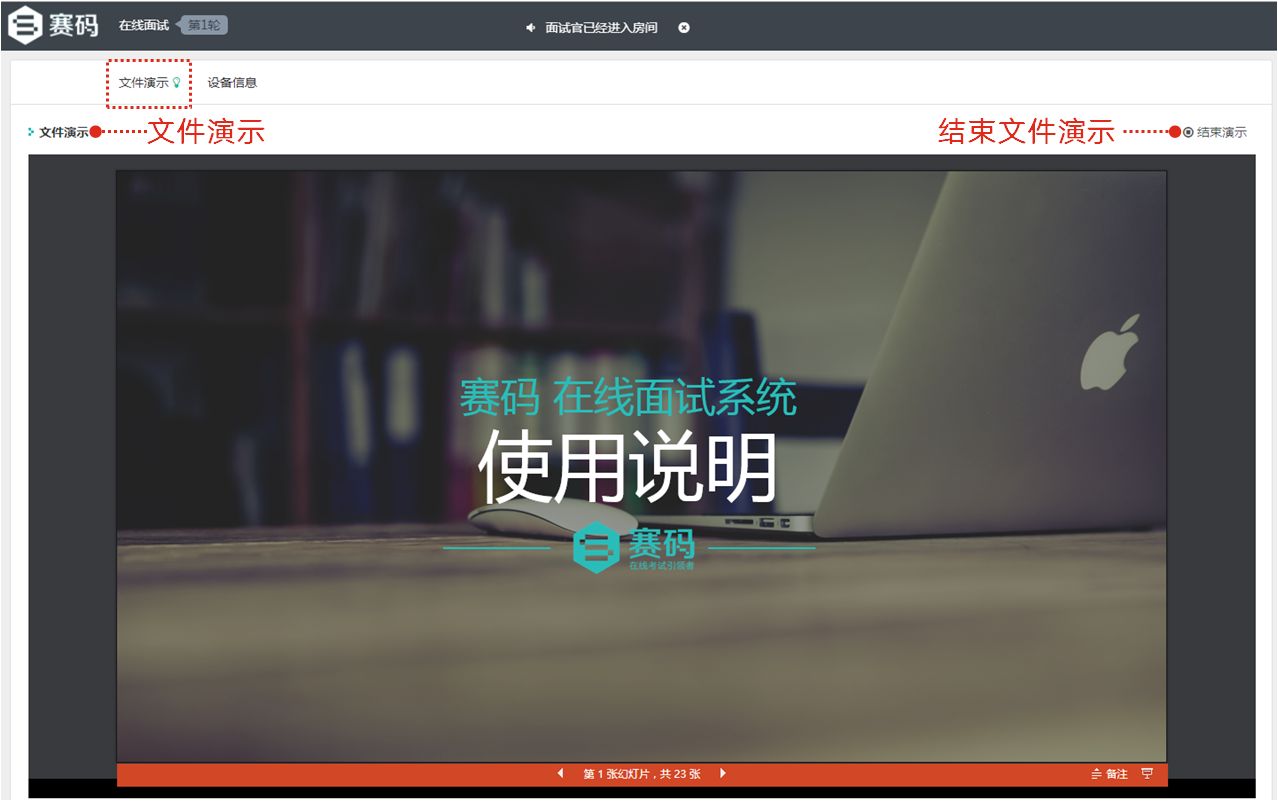 赛码 在线面试 第1轮 面试官已经进入房间
文件演示 设备信息
文件演示 文件演示 结束文件演示 结束演示
赛码 在线面试系统
使用说明
赛码
在线考试引领者
第 1 张幻灯片，共 23 张 备注